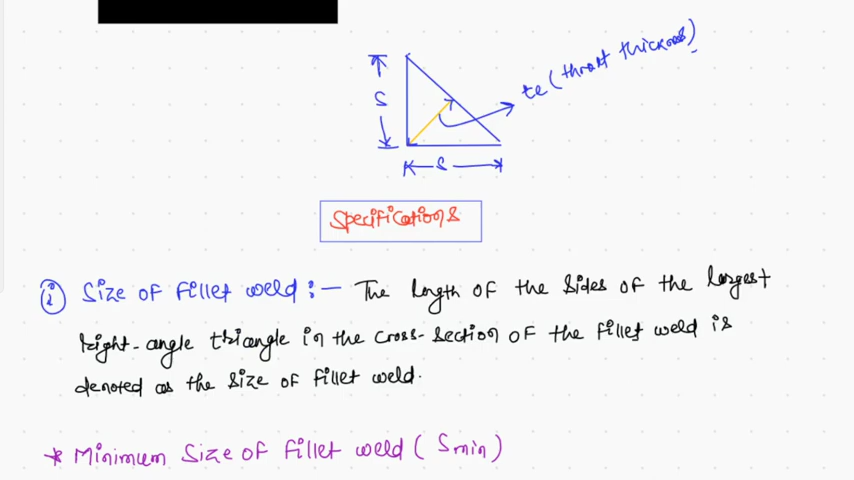 te (throat thickness)
S
S
Specifications
i) Size of fillet weld :- The length of the sides of the largest
right-angle triangle in the cross-section of the fillet weld is
denoted as the size of fillet weld.
* Minimum Size of fillet weld (Smin)